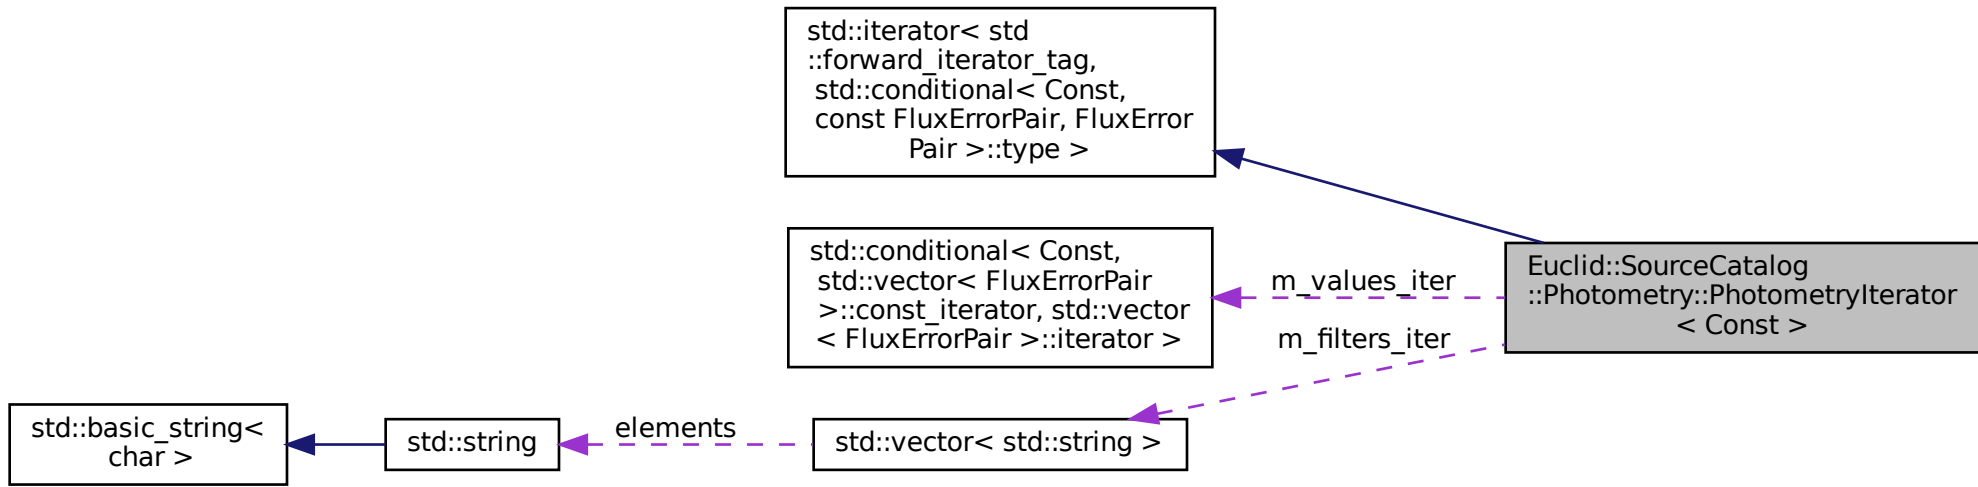 std::iterator< std
::forward_iterator_tag,
std::conditional< Const,
const FluxErrorPair, FluxError
Pair >::type >
std::conditional< Const,
std::vector< FluxErrorPair
>::const_iterator, std::vector
< FluxErrorPair >::iterator >
m_values_iter
m_filters_iter
Euclid::SourceCatalog
::Photometry::PhotometryIterator
< Const >
std::basic_string<
char >
std::string
elements
std::vector< std::string >